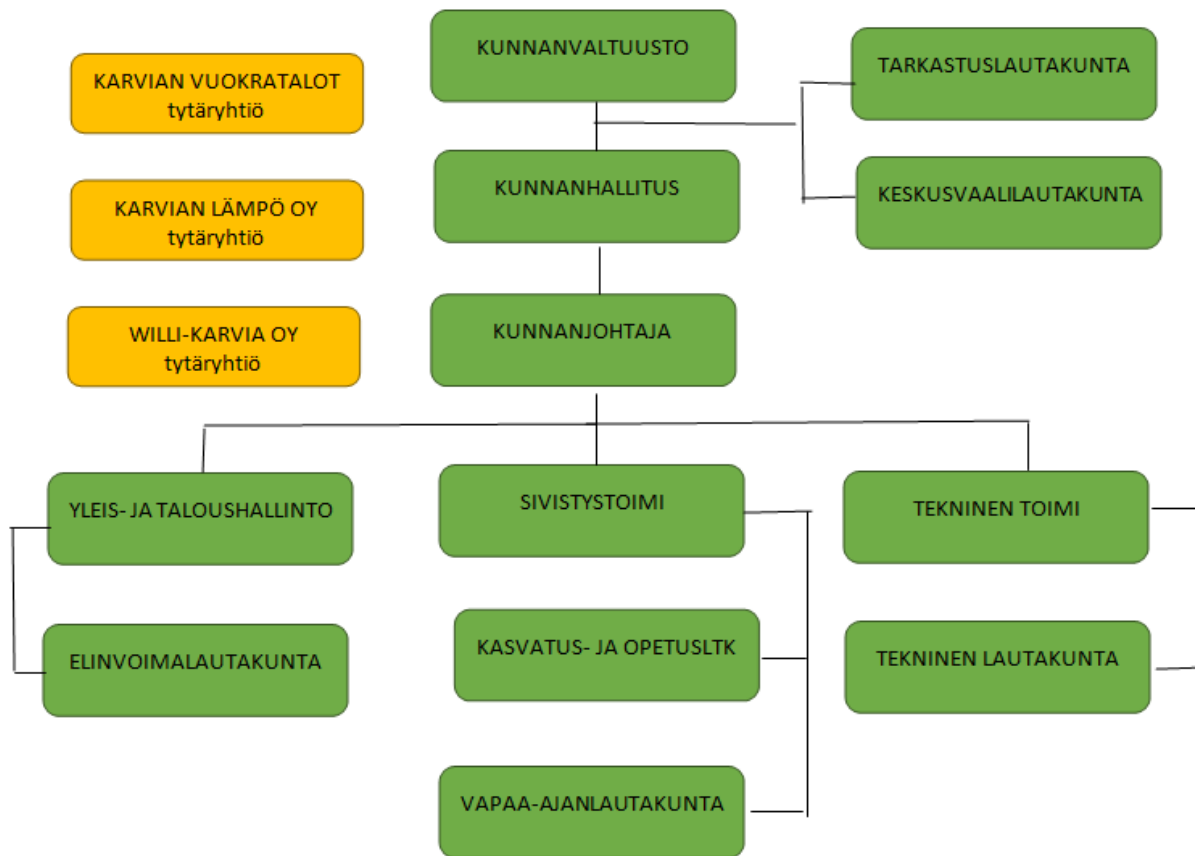 KUNNANVALTUUSTO
TARKASTUSLAUTAKUNTA
KARVIAN VUOKRATALOT
tytäryhtiö
KUNNANHALLITUS
KESKUSVAALILAUTAKUNTA
KARVIAN LÄMPÖ OY
tytäryhtiö
KUNNANJOHTAJA
WILLI-KARVIA OY
tytäryhtiö
YLEIS- JA TALOUSHALLINTO
SIVISTYSTOIMI
TEKNINEN TOIMI
ELINVOIMALAUTAKUNTA
KASVATUS- JA OPETUSLTK
TEKNINEN LAUTAKUNTA
VAPAA-AJANLAUTAKUNTA